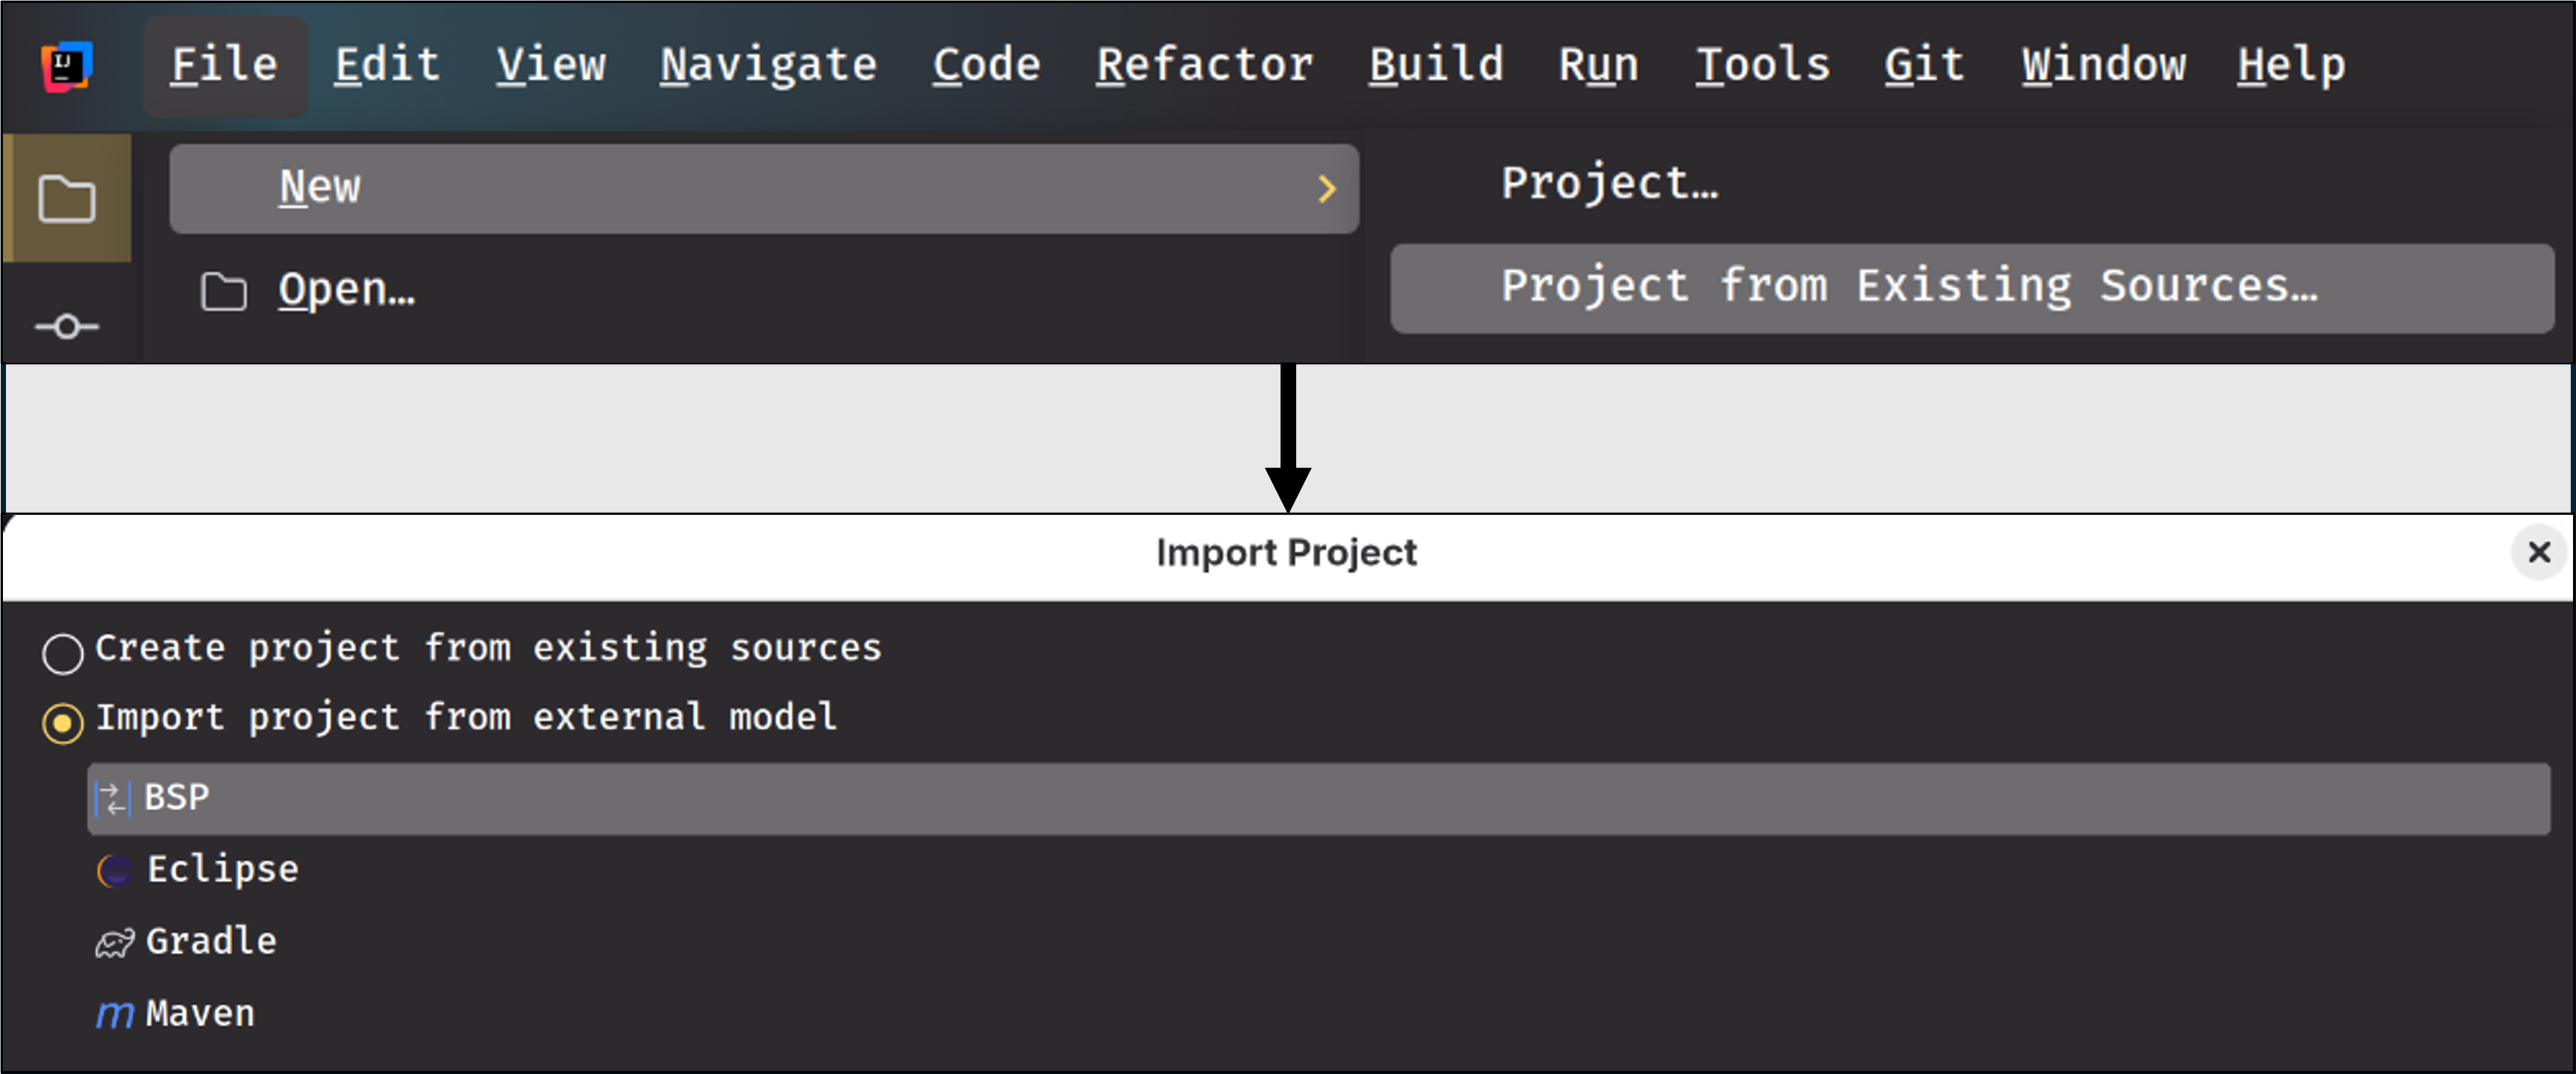 IJ
File Edit View Navigate Code Refactor Build Run Tools Git Window Help
New
Project…
Open…
Project from Existing Sources…
Import Project
Create project from existing sources
Import project from external model
BSP
Eclipse
Gradle
m Maven